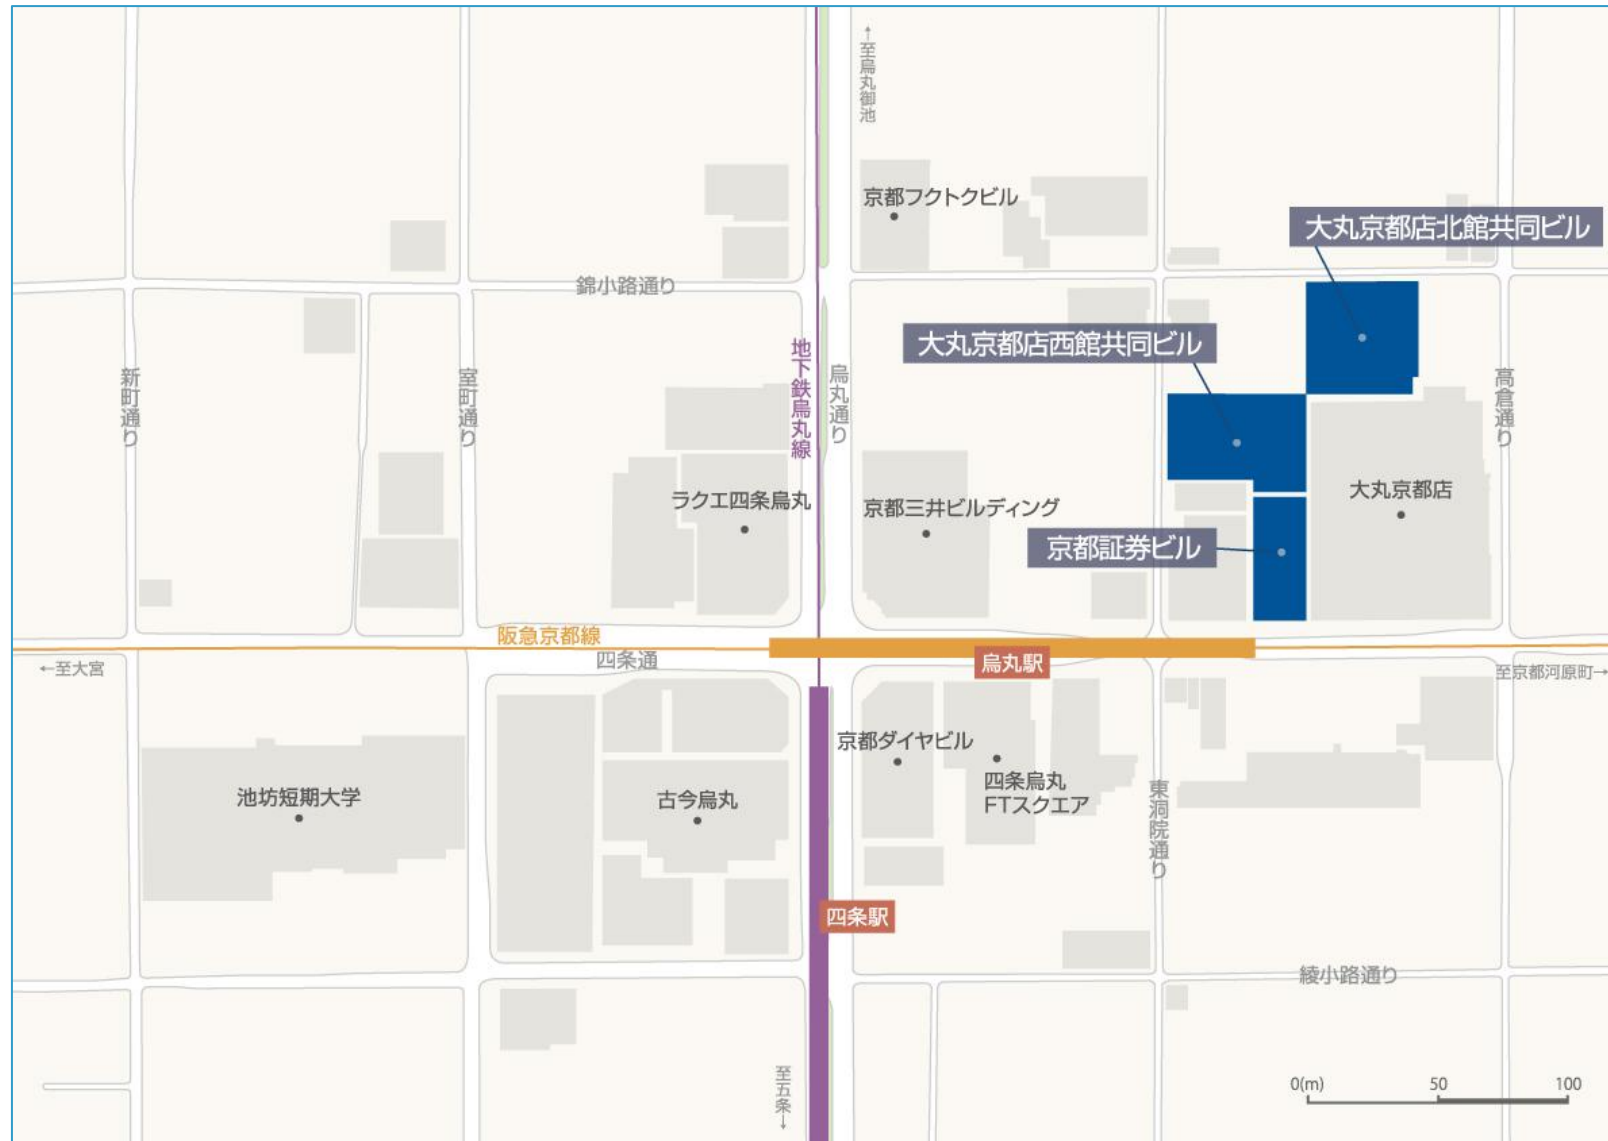 ←至烏丸御池
京都フクトクビル
大丸京都店北館共同ビル
錦小路通り
大丸京都店西館共同ビル
新町通り
室町通り
地下鉄烏丸線
烏丸通り
高倉通り
ラクエ四条烏丸
京都三井ビルディング
大丸京都店
京都証券ビル
阪急京都線
四条通
烏丸駅
←至大宮
至京都河原町→
京都ダイヤビル
四条烏丸
FTスクエア
池坊短期大学
古今烏丸
東洞院通り
四条駅
綾小路通り
至五条→
0(m) 50 100